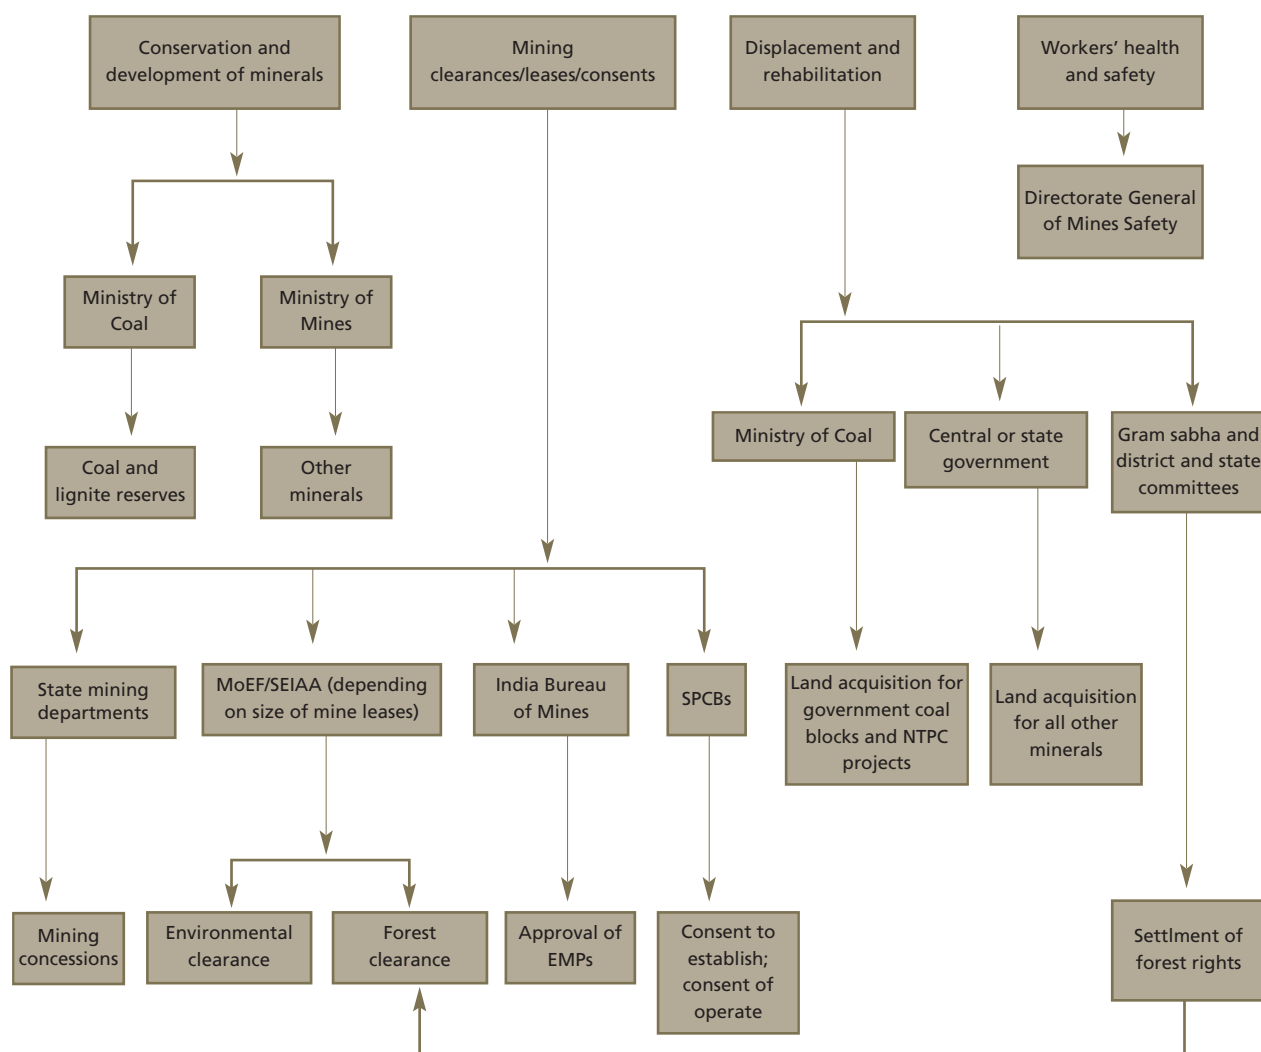 Conservation and
development of minerals
Mining
clearances/leases/consents
Displacement and
rehabilitation
Workers’ health
and safety
Directorate General
of Mines Safety
Ministry of
Coal
Ministry of
Mines
Ministry of Coal
Central or state
government
Gram sabha and
district and state
committees
Coal and
lignite reserves
Other
minerals
State mining
departments
MoEF/SEIAA (depending
on size of mine leases)
India Bureau
of Mines
SPCBs
Land acquisition for
government coal
blocks and NTPC
projects
Land acquisition
for all other
minerals
Mining
concessions
Environmental
clearance
Forest
clearance
Approval of
EMPs
Consent to
establish;
consent of
operate
Settlment of
forest rights